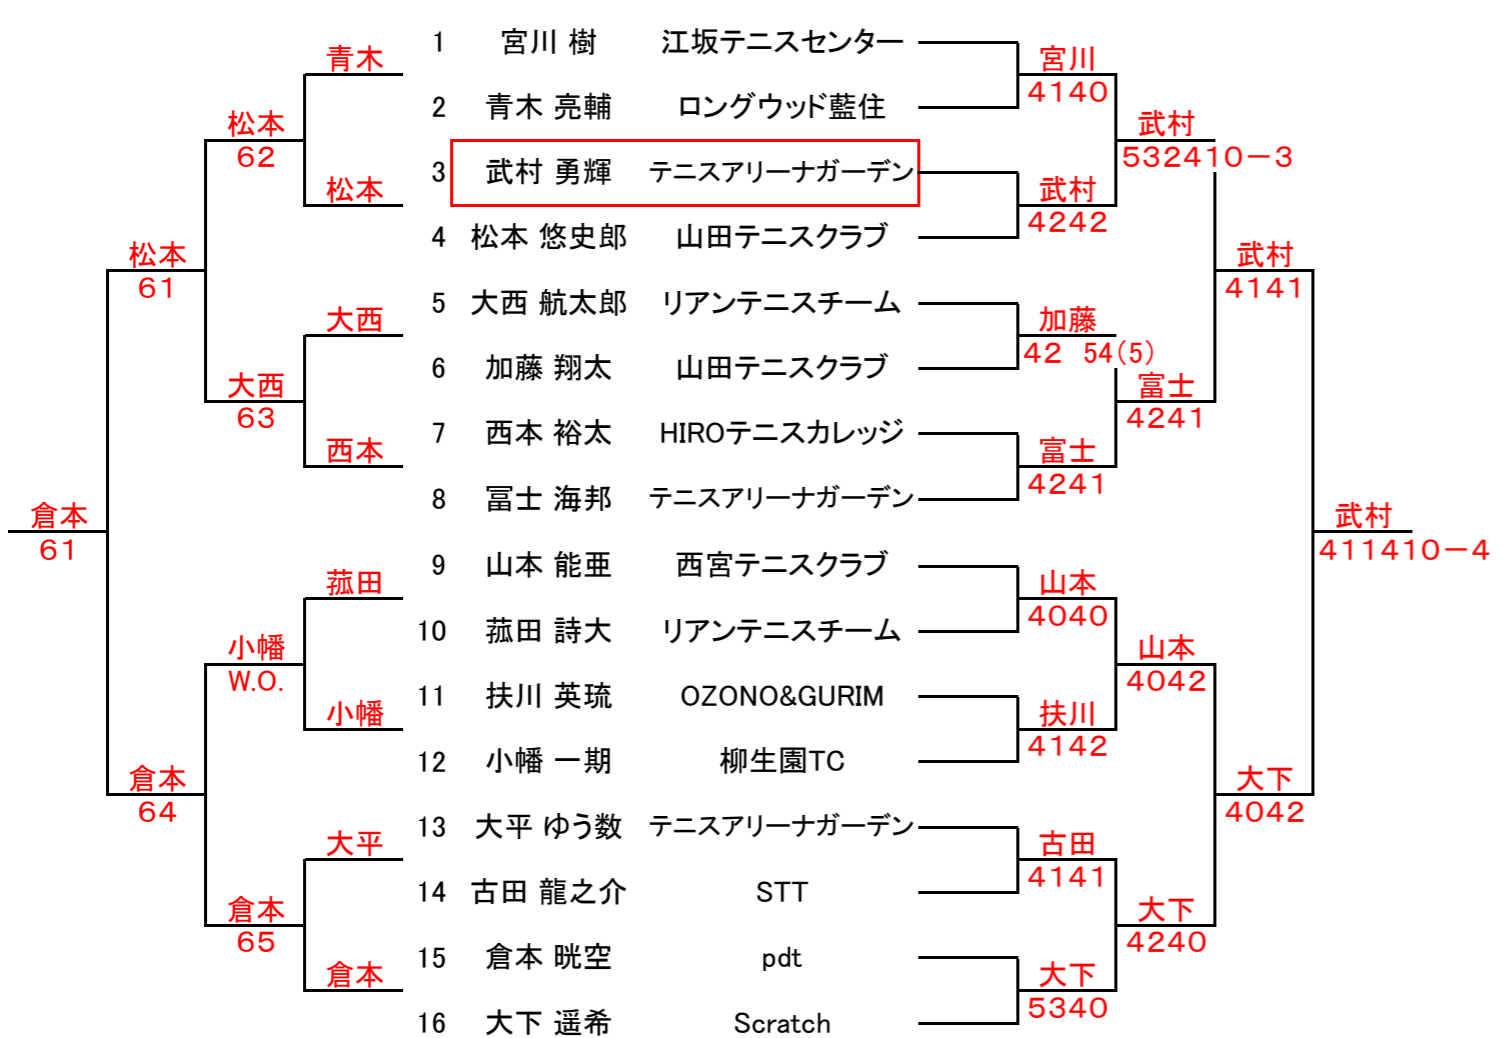 青木
松本
62
松本
松本
61
大西
大西
63
西本
倉本
61
菰田
小幡
W.O.
小幡
倉本
64
大平
倉本
65
倉本
1 宮川 樹 江坂テニスセンター
2 青木 亮輔 ロングウッド藍住
3 武村 勇輝 テニスアリーナガーデン
4 松本 悠史郎 山田テニスクラブ
5 大西 航太郎 リアンテニスチーム
6 加藤 翔太 山田テニスクラブ
7 西本 裕太 HIROテニスカレッジ
8 冨士 海邦 テニスアリーナガーデン
9 山本 能亜 西宮テニスクラブ
10 菰田 詩大 リアンテニスチーム
11 扶川 英琉 OZONO&GURIM
12 小幡 一期 柳生園TC
13 大平 ゆう数 テニスアリーナガーデン
14 古田 龍之介 STT
15 倉本 晄空 pdt
16 大下 遥希 Scratch
宮川
4140
武村
532410－3
武村
4242
武村
4141
加藤
42 54(5)
富士
4241
富士
4241
武村
411410－4
山本
4040
山本
4042
扶川
4142
大下
4042
古田
4141
大下
4240
大下
5340